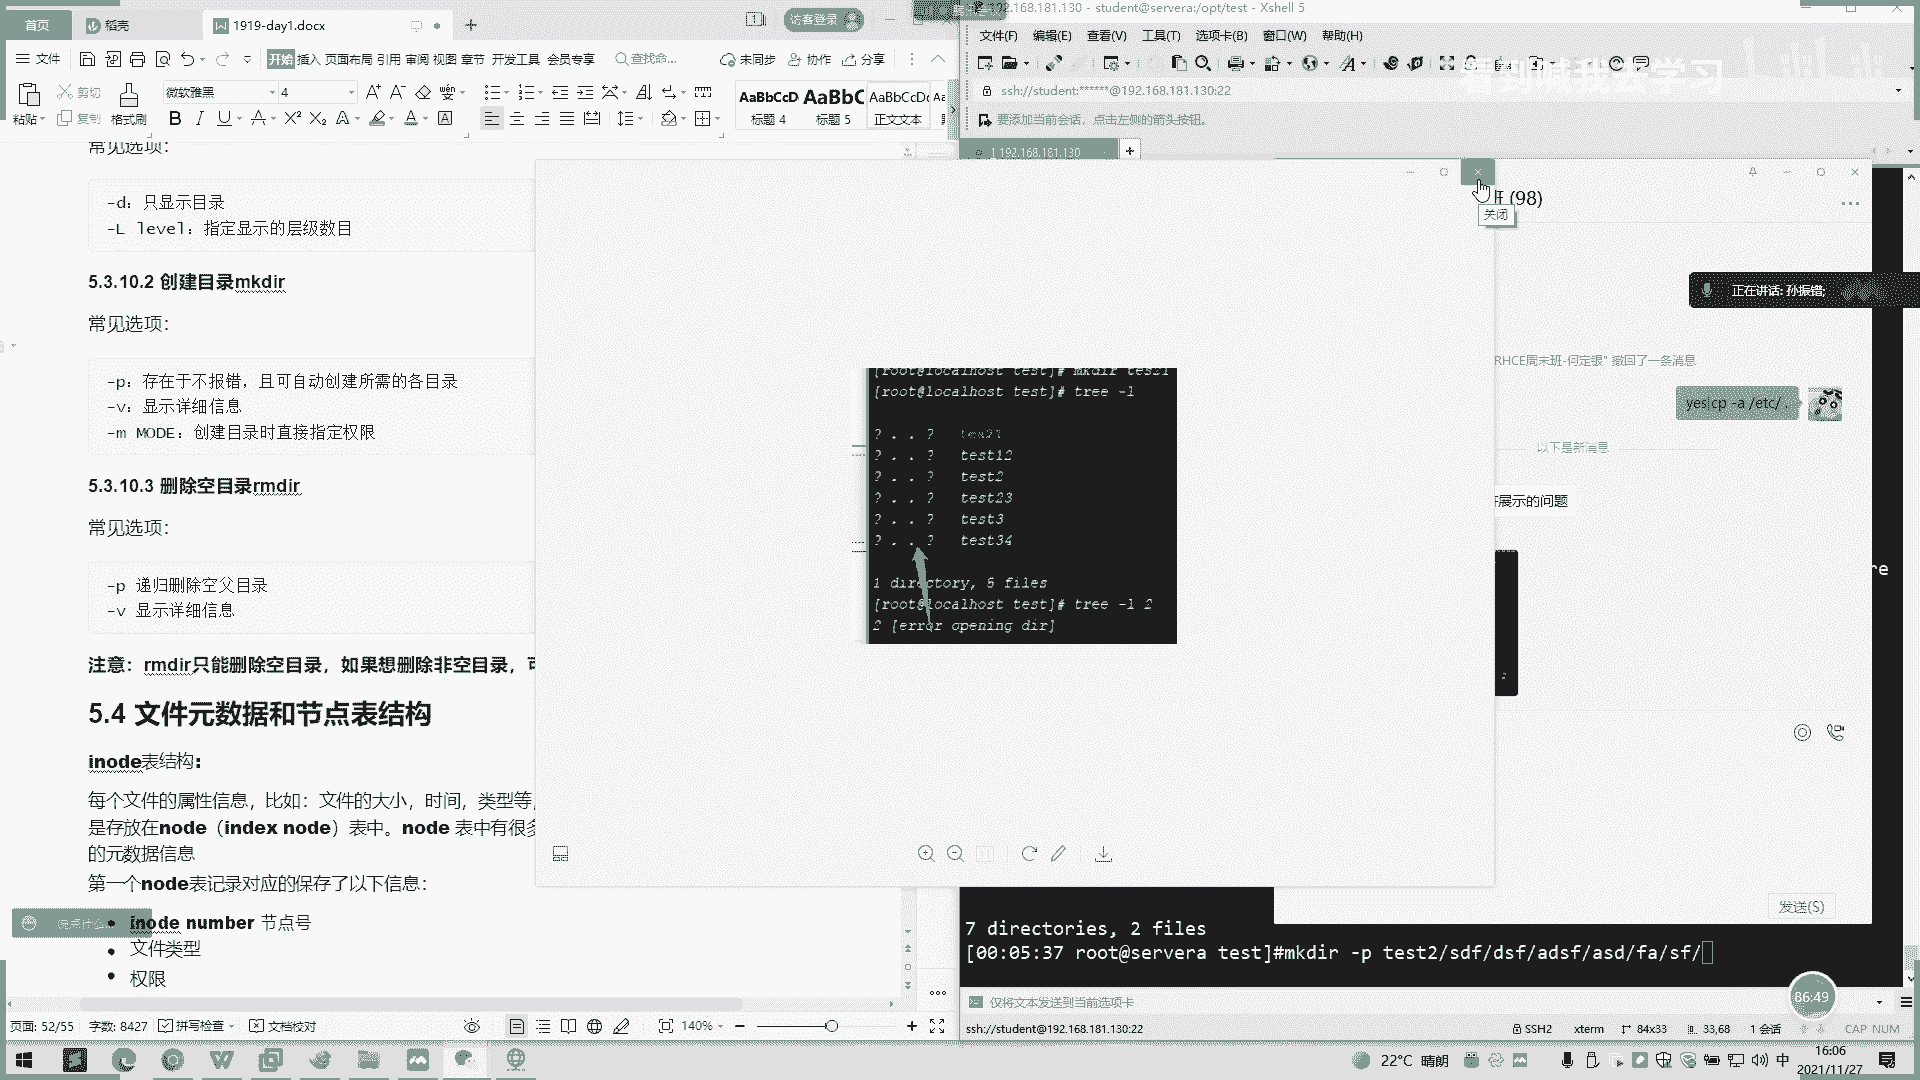 首页
稻壳
1919-day1.docx
访客登录
文件
开始 插入 页面布局 引用 审阅 视图 章节 开发工具 会员专享
查找命...
未同步
协作
分享
粘贴
剪切
复制
格式刷
微软雅黑
4
AaBbCcD
标题 4
AaBbC
标题 5
AaBbCcD
正文文本
常见选项:
-d: 只显示目录
-L level: 指定显示的层级数目
5.3.10.2 创建目录mkdir
常见选项:
-p: 存在于不报错，且可自动创建所需的各目录
-v: 显示详细信息
-m MODE: 创建目录时直接指定权限
5.3.10.3 删除空目录rmdir
常见选项:
-p 递归删除空父目录
-v 显示详细信息
注意：rmdir只能删除空目录，如果想删除非空目录，
5.4 文件元数据和节点表结构
inode表结构:
每个文件的属性信息，比如：文件的大小，时间，类型等
是存放在node（index node）表中。node 表中有很
的元数据信息
第一个node表记录对应的保存了以下信息:
inode number 节点号
文件类型
权限
页面: 52/55
字数: 8427
拼写检查
文档校对
140%
192.168.181.130 - student@servera:/opt/test - Xshell 5
文件(F) 编辑(E) 查看(V) 工具(T) 选项卡(B) 窗口(W) 帮助(H)
看到喊我去学习
ssh://student:******@192.168.181.130:22
要添加当前会话，点击左侧的箭头按钮。
1 192.168.181.130
关闭
班 (98)
正在讲话: 孙振锴;
RHCE周末班-何定银" 撤回了一条消息
yes|cp -a /etc/ .
以下是新消息
展示的问题
[root@localhost test]# tree -l
? . . ? tes21
? . . ? test12
? . . ? test2
? . . ? test23
? . . ? test3
? . . ? test34
1 directory, 5 files
[root@localhost test]# tree -l 2
2 [error opening dir]
re
发送(S)
7 directories, 2 files
[00:05:37 root@servera test]#mkdir -p test2/sdf/dsf/adsf/asd/fa/sf/
仅将文本发送到当前选项卡
86:49
ssh://student@192.168.181.130:22
SSH2
xterm
84x33
33,68
1 会话
CAP NUM
22°C 晴朗
中
16:06
2021/11/27